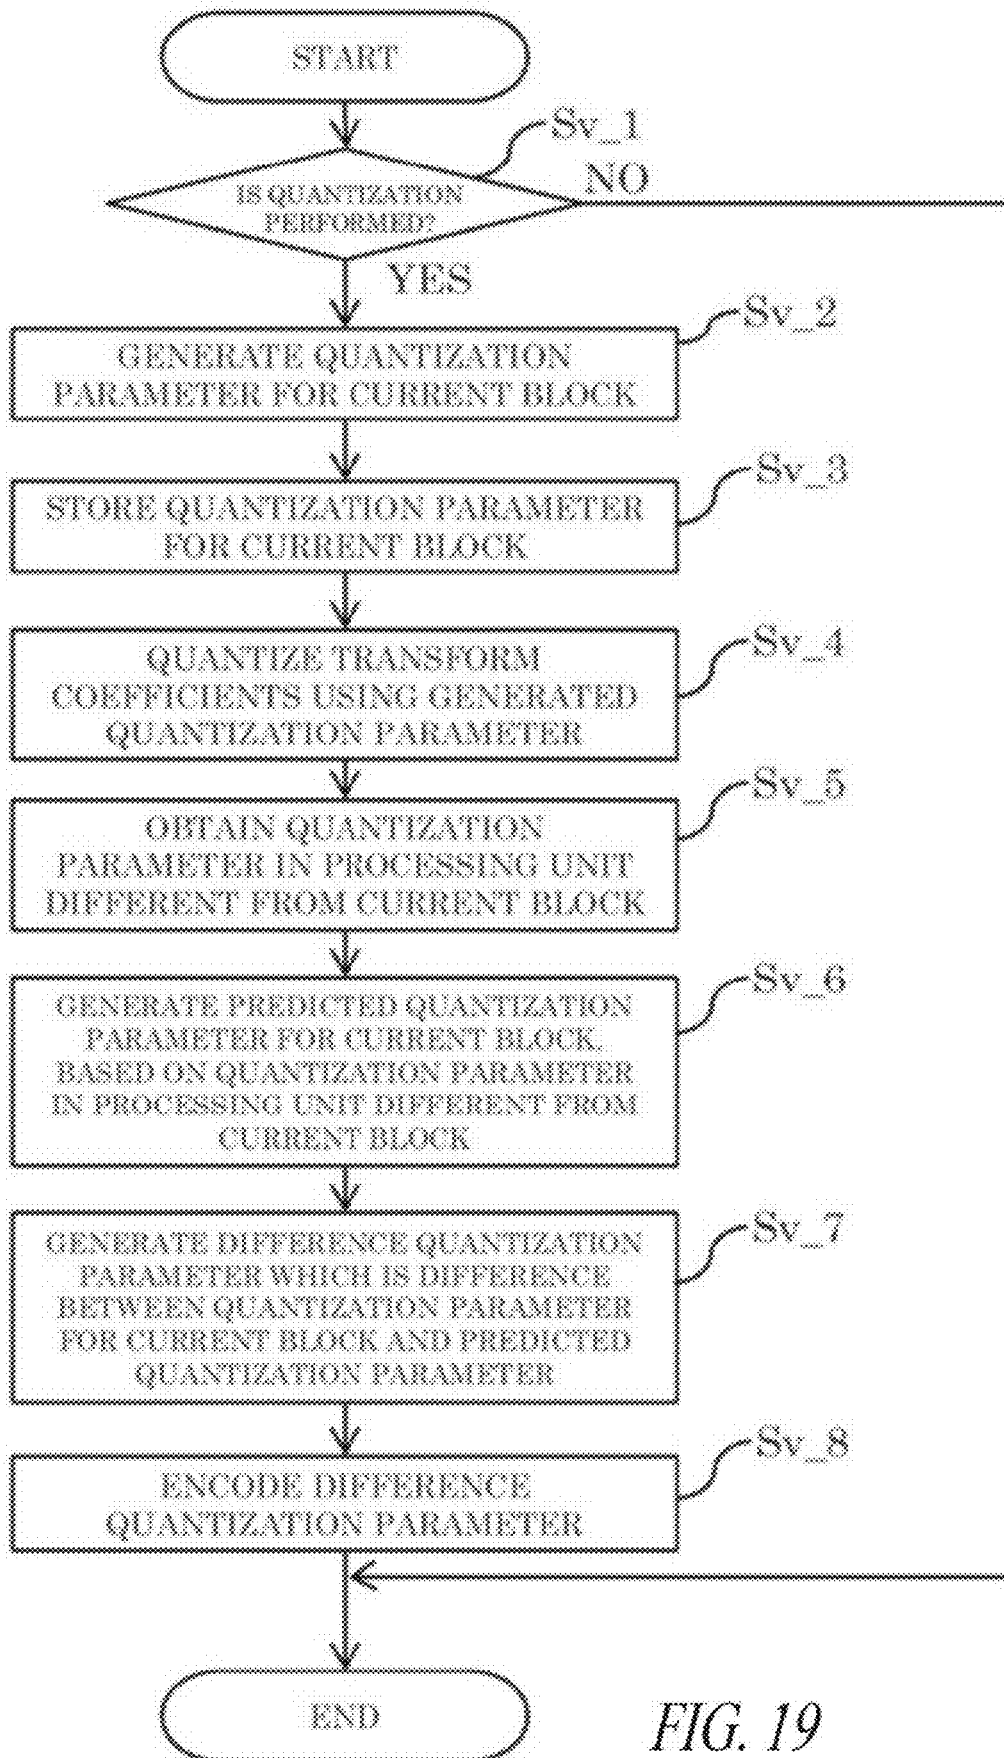 START
Sv_1
IS QUANTIZATION
PERFORMED?
NO
YES
Sv_2
GENERATE QUANTIZATION
PARAMETER FOR CURRENT BLOCK
Sv_3
STORE QUANTIZATION PARAMETER
FOR CURRENT BLOCK
Sv_4
QUANTIZE TRANSFORM
COEFFICIENTS USING GENERATED
QUANTIZATION PARAMETER
Sv_5
OBTAIN QUANTIZATION
PARAMETER IN PROCESSING UNIT
DIFFERENT FROM CURRENT BLOCK
Sv_6
GENERATE PREDICTED QUANTIZATION
PARAMETER FOR CURRENT BLOCK,
BASED ON QUANTIZATION PARAMETER
IN PROCESSING UNIT DIFFERENT FROM
CURRENT BLOCK
Sv_7
GENERATE DIFFERENCE QUANTIZATION
PARAMETER WHICH IS DIFFERENCE
BETWEEN QUANTIZATION PARAMETER
FOR CURRENT BLOCK AND PREDICTED
QUANTIZATION PARAMETER
Sv_8
ENCODE DIFFERENCE
QUANTIZATION PARAMETER
END
FIG. 19